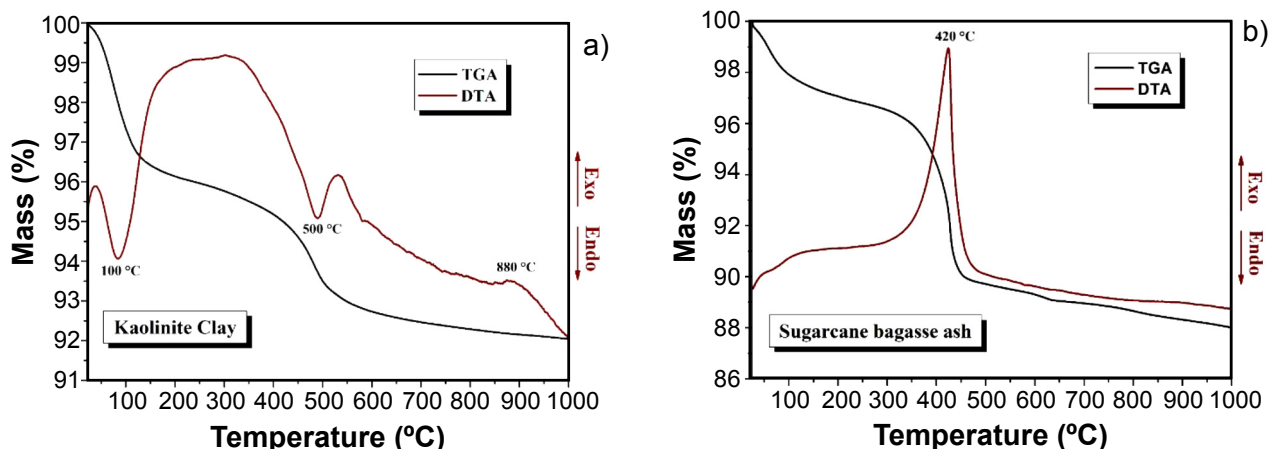 100
99
98
97
96
95
94
93
92
91
Mass (%)
100 200 300 400 500 600 700 800 900 1000
Temperature (ºC)
a)
TGA
DTA
100 °C
500 °C
880 °C
Kaolinite Clay
Exo
Endo
100
98
96
94
91
90
88
86
Mass (%)
100 200 300 400 500 600 700 800 900 1000
Temperature (ºC)
b)
420 °C
TGA
DTA
Sugarcane bagasse ash
Exo
Endo